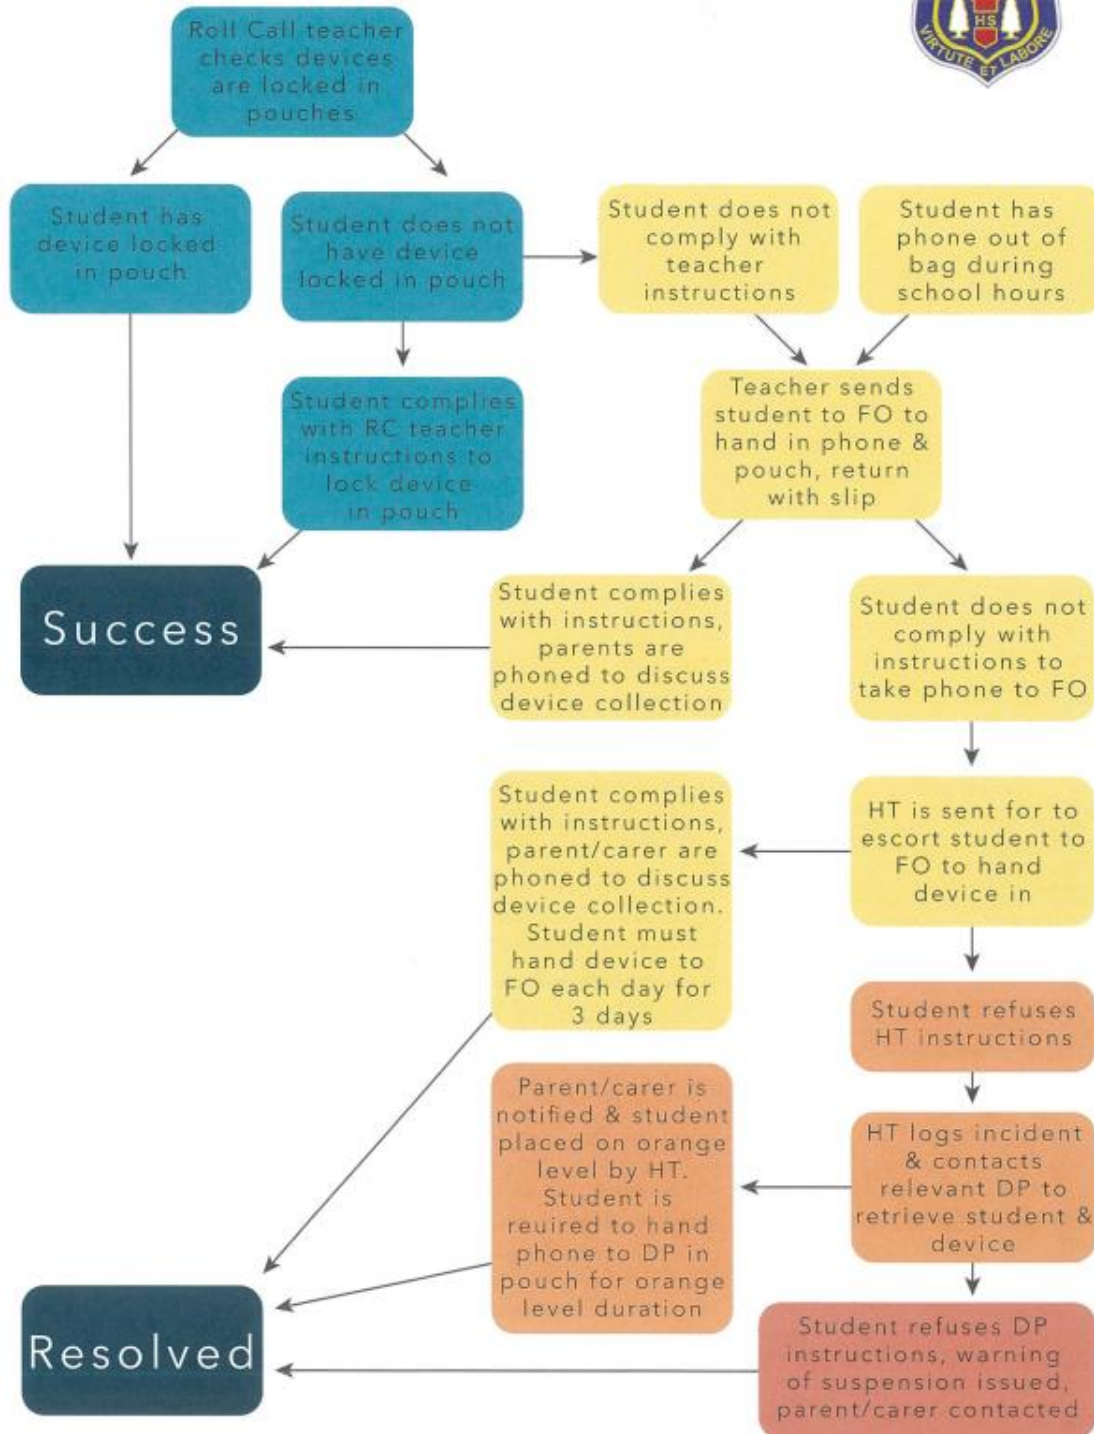 HS
VIRTUTE ET LABORE
Roll Call teacher
checks devices
are locked in
pouches
Student has
device locked
in pouch
Student does not
have device
locked in pouch
Student does not
comply with
teacher
instructions
Student has
phone out of
bag during
school hours
Student complies
with RC teacher
instructions to
lock device
in pouch
Teacher sends
student to FO to
hand in phone &
pouch, return
with slip
Success
Student complies
with instructions,
parents are
phoned to discuss
device collection
Student does not
comply with
instructions to
take phone to FO
Student complies
with instructions,
parent/carer are
phoned to discuss
device collection.
Student must
hand device to
FO each day for
3 days
HT is sent for to
escort student to
FO to hand
device in
Student refuses
HT instructions
Parent/carer is
notified & student
placed on orange
level by HT.
Student is
reuired to hand
phone to DP in
pouch for orange
level duration
HT logs incident
& contacts
relevant DP to
retrieve student &
device
Resolved
Student refuses DP
instructions, warning
of suspension issued,
parent/carer contacted